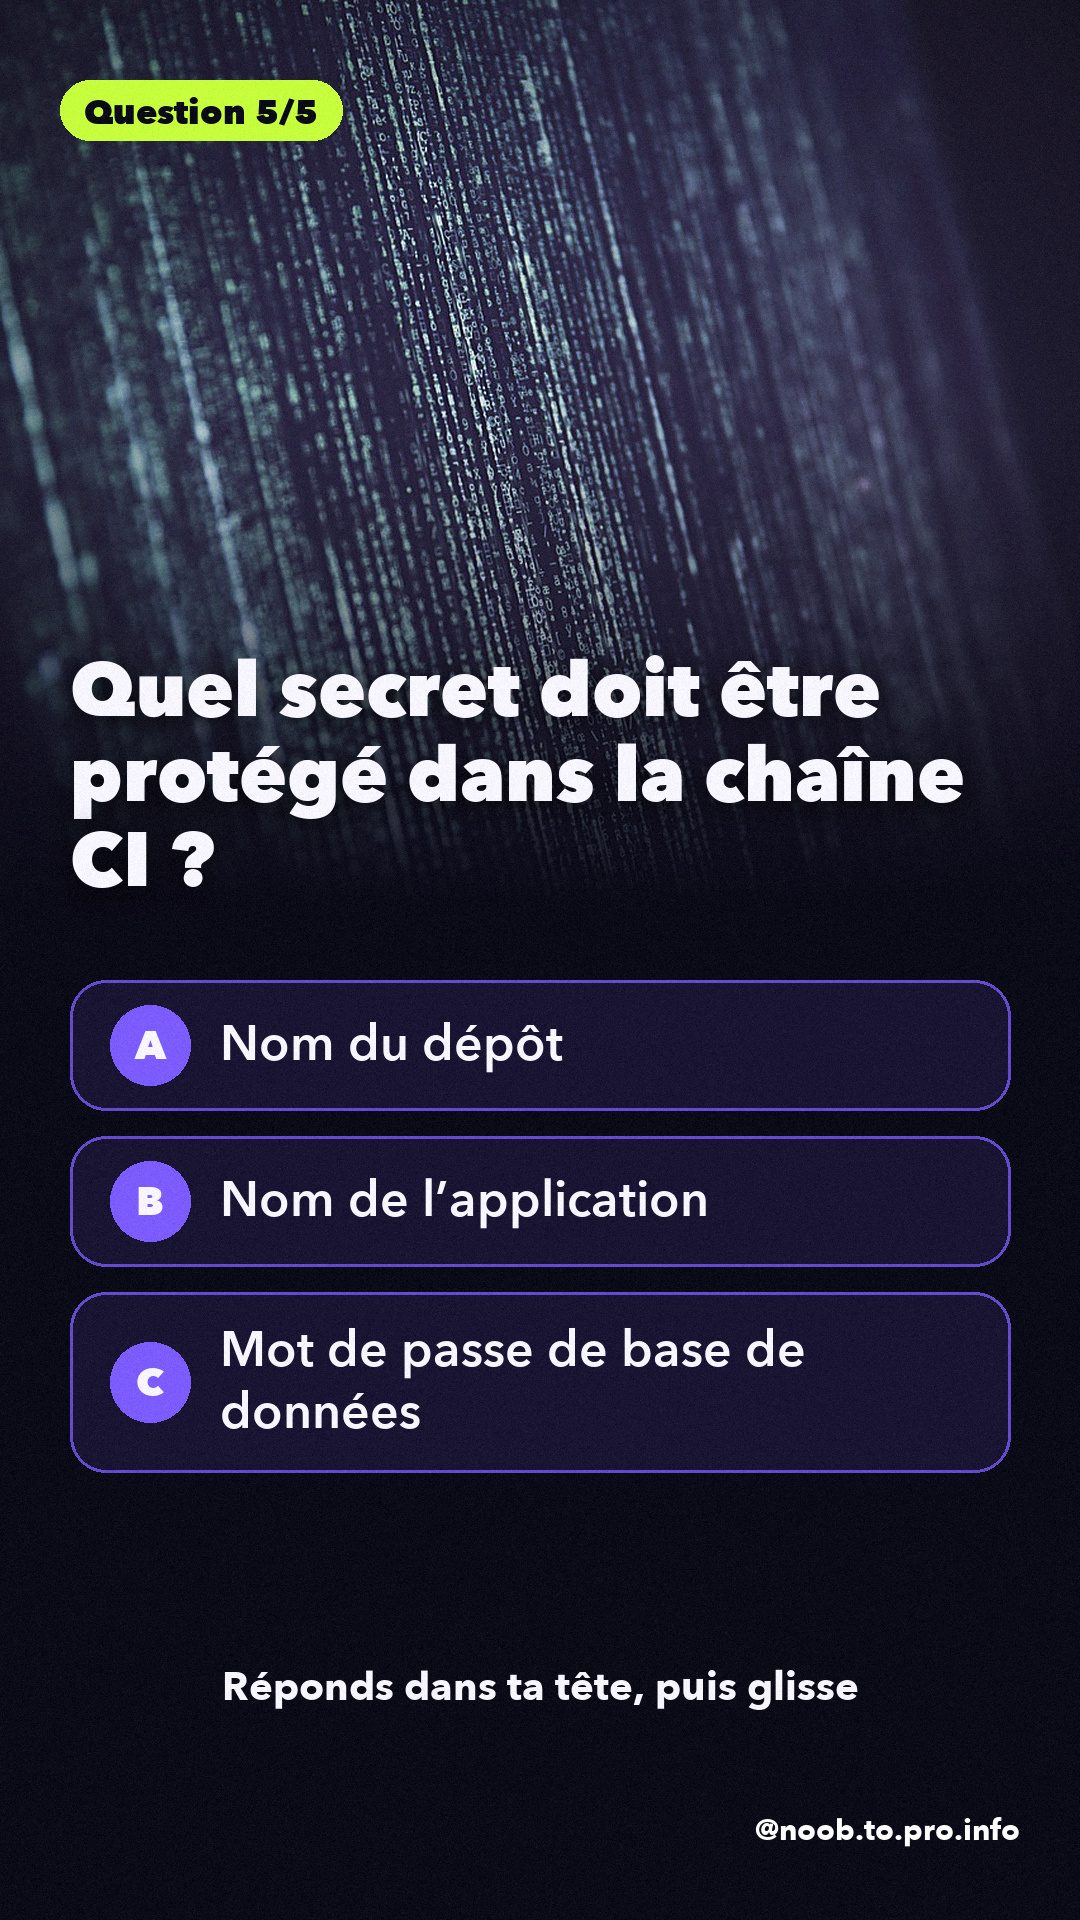 Question 5/5
Quel secret doit être
protégé dans la chaîne
CI ?
A
Nom du dépôt
B
Nom de l’application
C
Mot de passe de base de
données
Réponds dans ta tête, puis glisse
@noob.to.pro.info